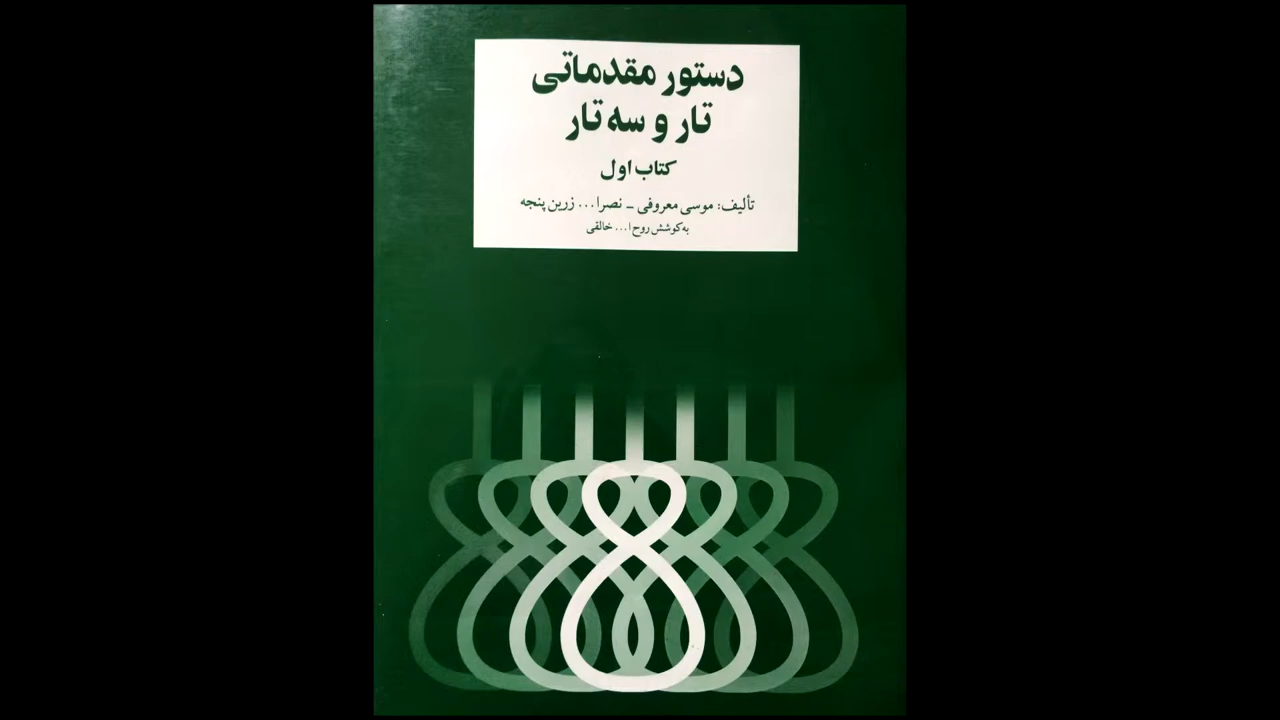 دستور مقدماتی
تار و سه تار
کتاب اول
تألیف: موسی معروفی ـ نصرا... زرین پنجه
به کوشش روح ا... خالقی